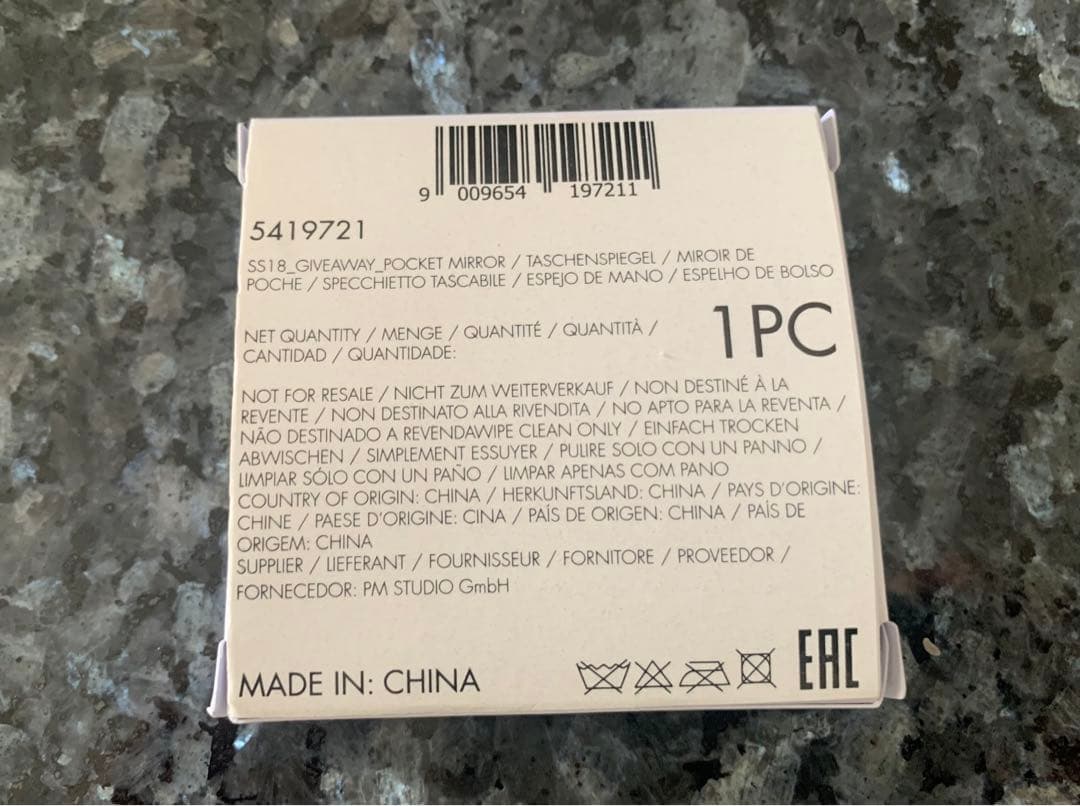 9 009654 197211
5419721
SS18_GIVEAWAY_POCKET MIRROR / TASCHENSPIEGEL / MIROIR DE
POCHE / SPECCHIETTO TASCABILE / ESPEJO DE MANO / ESPELHO DE BOLSO
NET QUANTITY / MENGE / QUANTITÉ / QUANTITÀ /
CANTIDAD / QUANTIDADE:
1 PC
NOT FOR RESALE / NICHT ZUM WEITERVERKAUF / NON DESTINÉ À LA
REVENTE / NON DESTINATO ALLA RIVENDITA / NO APTO PARA LA REVENTA /
NÃO DESTINADO A REVENDAWIPE CLEAN ONLY / EINFACH TROCKEN
ABWISCHEN / SIMPLEMENT ESSUYER / PULIRE SOLO CON UN PANNO /
LIMPIAR SÓLO CON UN PAÑO / LIMPAR APENAS COM PANO
COUNTRY OF ORIGIN: CHINA / HERKUNFTSLAND: CHINA / PAYS D'ORIGINE:
CHINE / PAESE D'ORIGINE: CINA / PAÍS DE ORIGEN: CHINA / PAÍS DE
ORIGEM: CHINA
SUPPLIER / LIEFERANT / FOURNISSEUR / FORNITORE / PROVEEDOR /
FORNECEDOR: PM STUDIO GmbH
MADE IN: CHINA
EAC